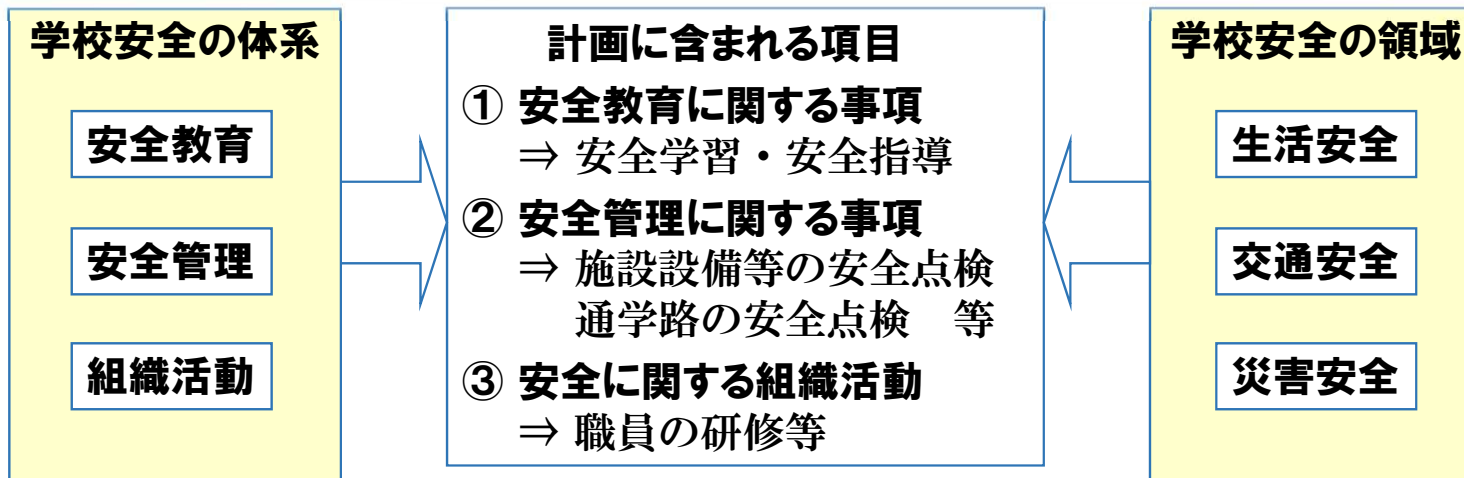 学校安全の体系
安全教育
安全管理
組織活動
計画に含まれる項目
① 安全教育に関する事項
⇒ 安全学習・安全指導
② 安全管理に関する事項
⇒ 施設設備等の安全点検
通学路の安全点検　等
③ 安全に関する組織活動
⇒ 職員の研修等
学校安全の領域
生活安全
交通安全
災害安全